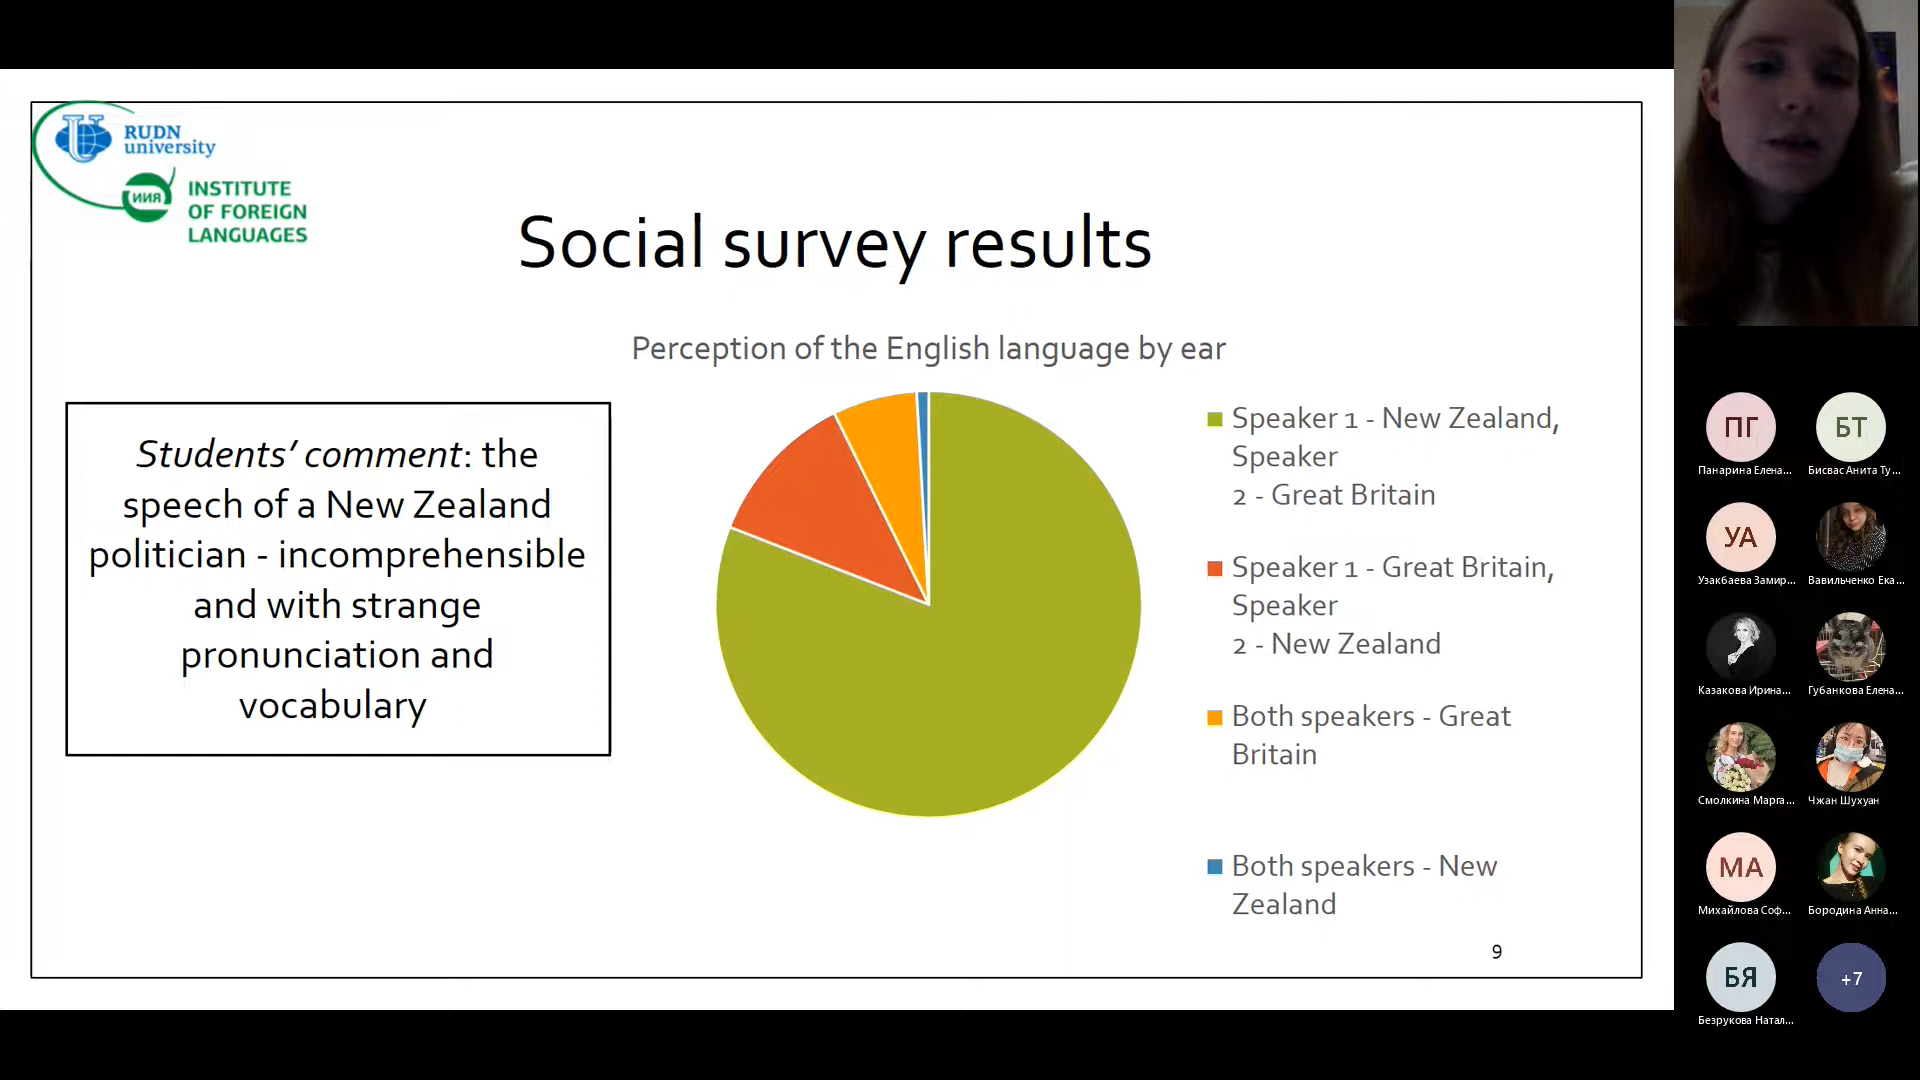 RUDN
university
ИИЯ
INSTITUTE
OF FOREIGN
LANGUAGES
Social survey results
Perception of the English language by ear
Students’ comment: the
speech of a New Zealand
politician - incomprehensible
and with strange
pronunciation and
vocabulary
Speaker 1 - New Zealand,
Speaker
2 - Great Britain
Speaker 1 - Great Britain,
Speaker
2 - New Zealand
Both speakers - Great
Britain
Both speakers - New
Zealand
9
ПГ
Панарина Елена...
БТ
Бисвас Анита Ту...
УА
Узакбаева Замир...
Вавильченко Ека...
Казакова Ирина...
Губанкова Елена...
Смолкина Марга...
Чжан Шухуан
МА
Михайлова Соф...
Бородина Анна...
БЯ
Безрукова Натал...
+7